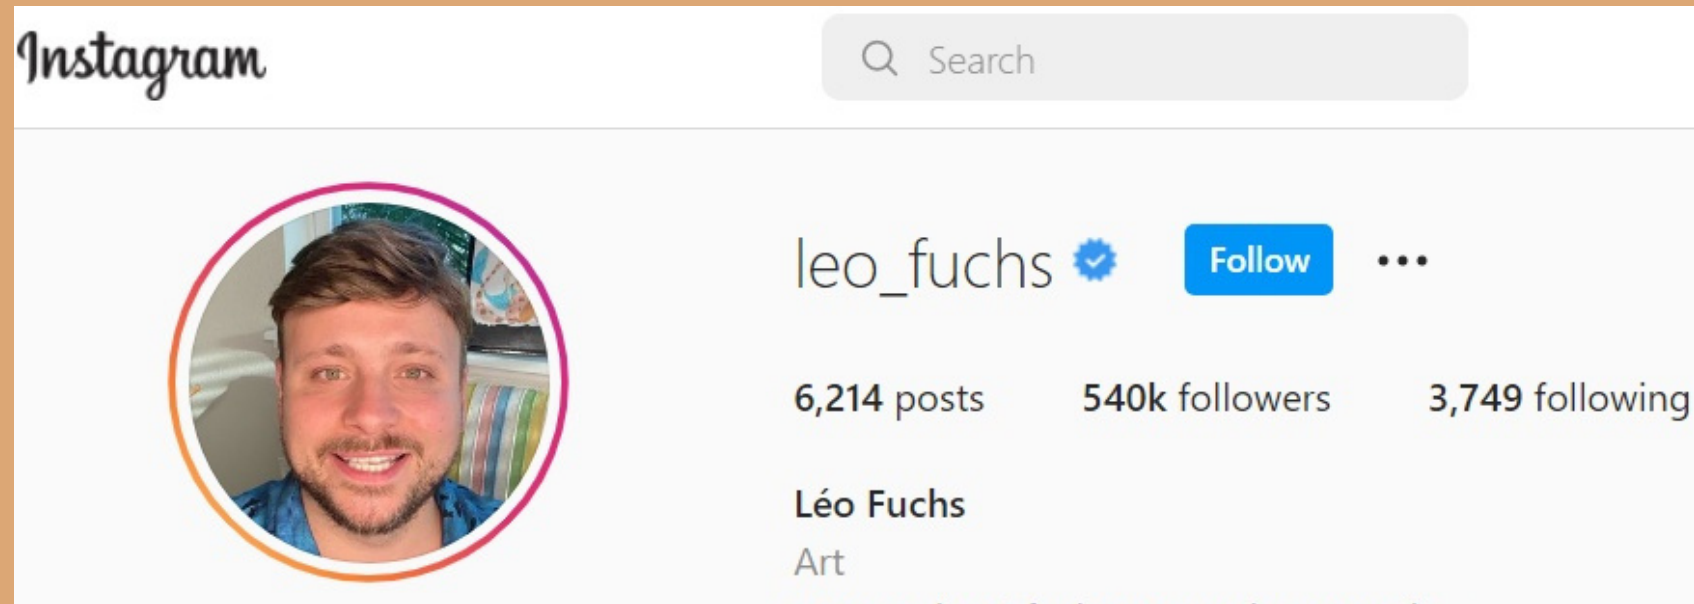 Instagram
Search
leo_fuchs Follow
6,214 posts 540k followers 3,749 following
Léo Fuchs
Art